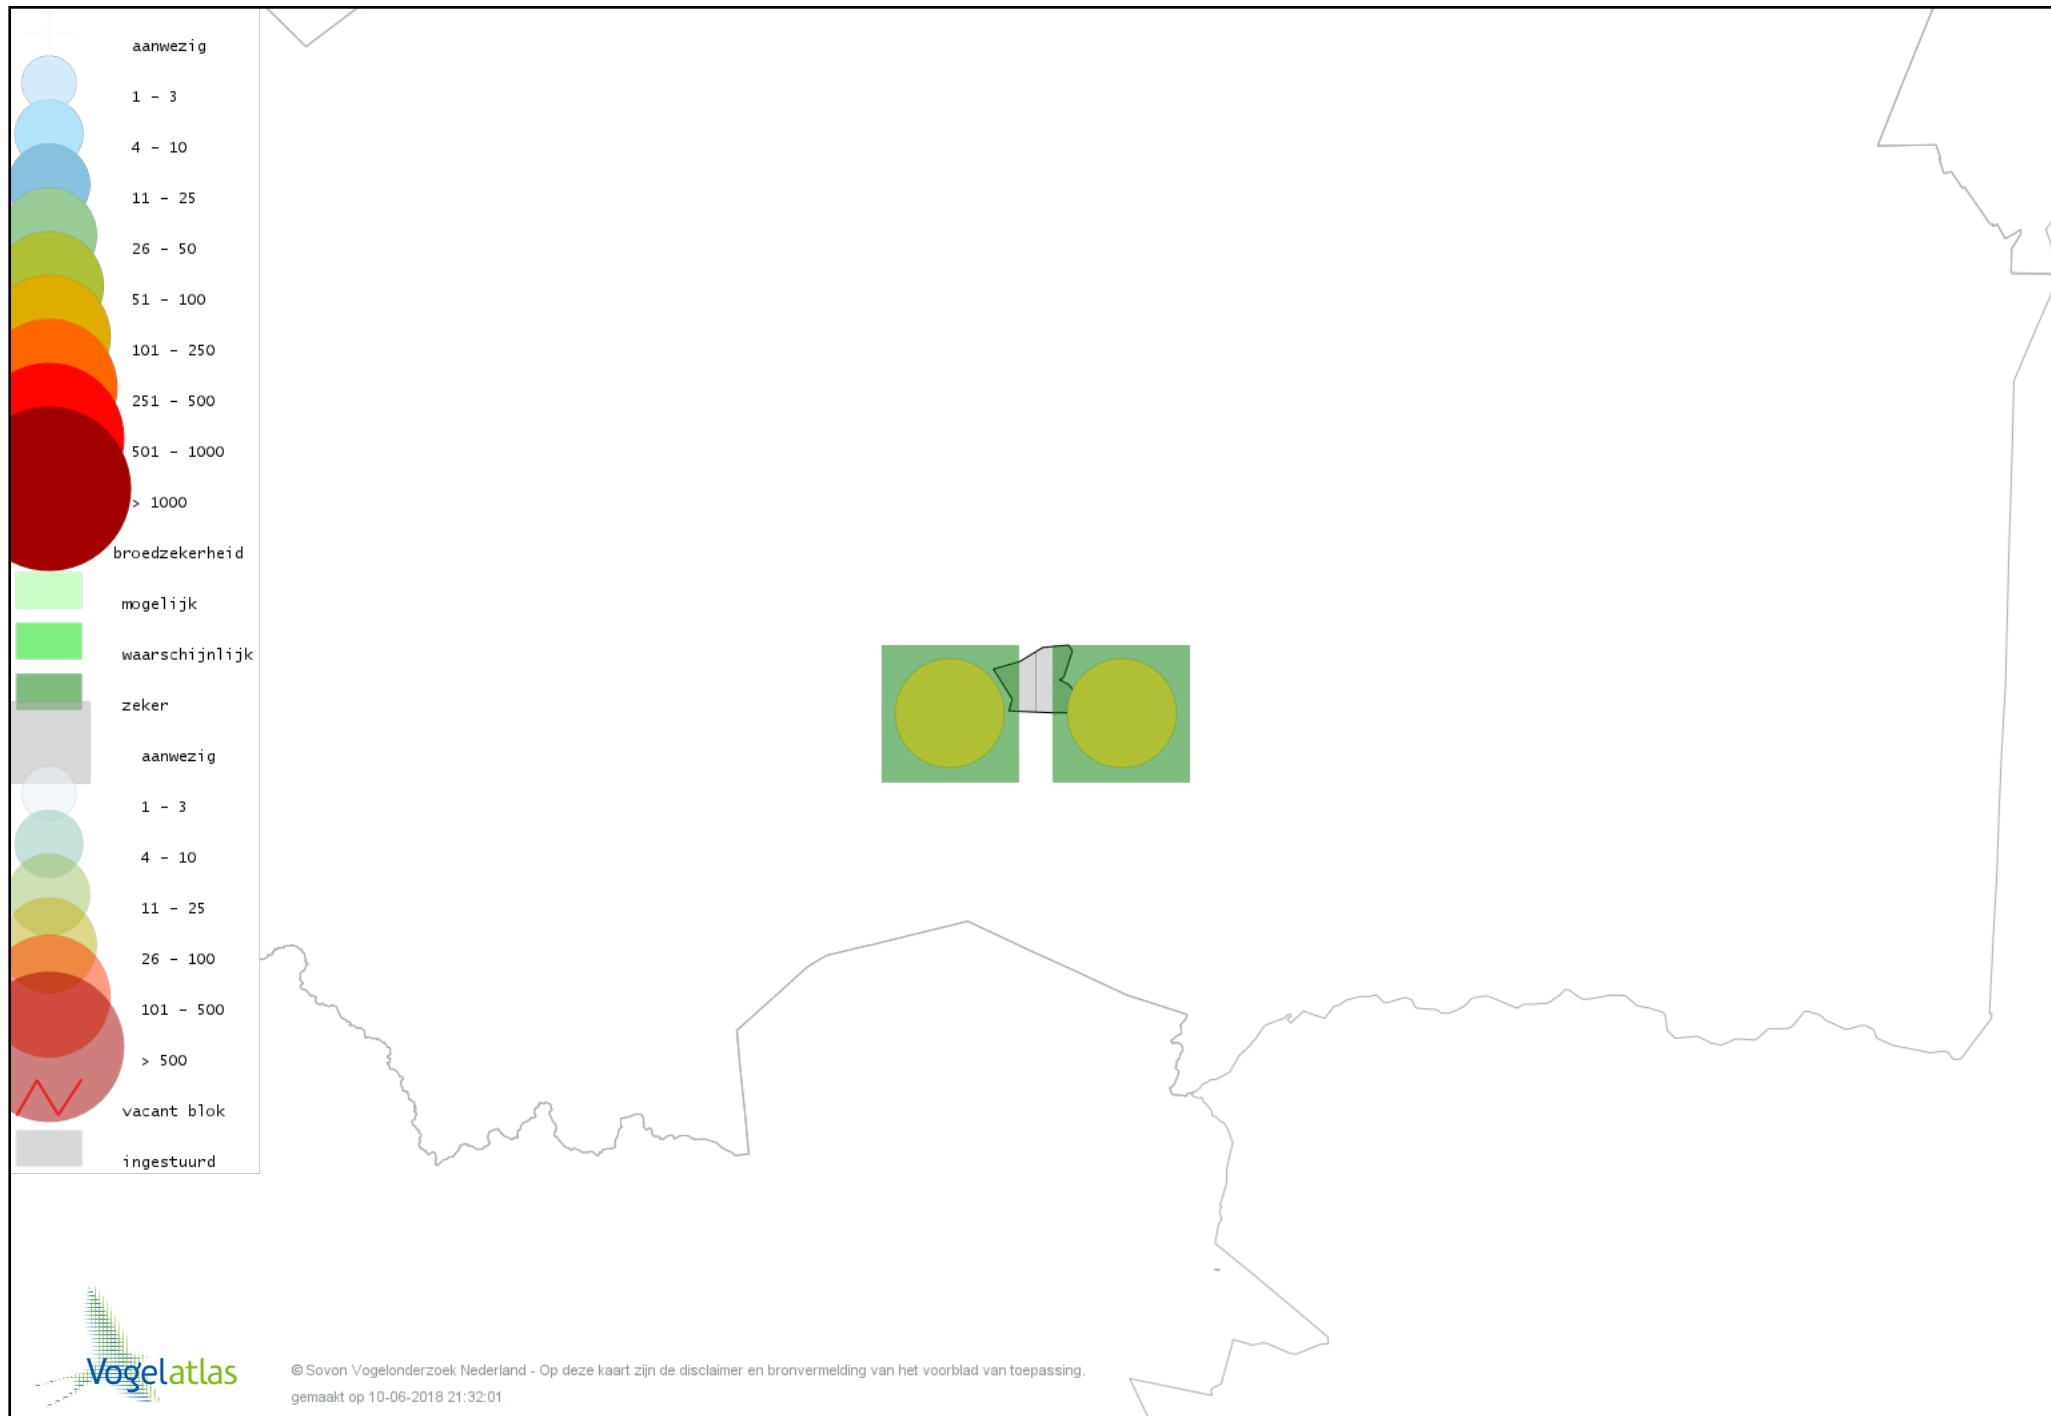 aanwezig
1 - 3
4 - 10
11 - 25
26 - 50
51 - 100
101 - 250
251 - 500
501 - 1000
> 1000
broedzekerheid
mogelijk
waarschijnlijk
zeker
aanwezig
1 - 3
4 - 10
11 - 25
26 - 100
101 - 500
> 500
vacant blok
ingestuurd
Vogelatlas
© Sovon Vogelonderzoek Nederland - Op deze kaart zijn de disclaimer en bronvermelding van het voorblad van toepassing.
gemaakt op 10-06-2018 21:32:01